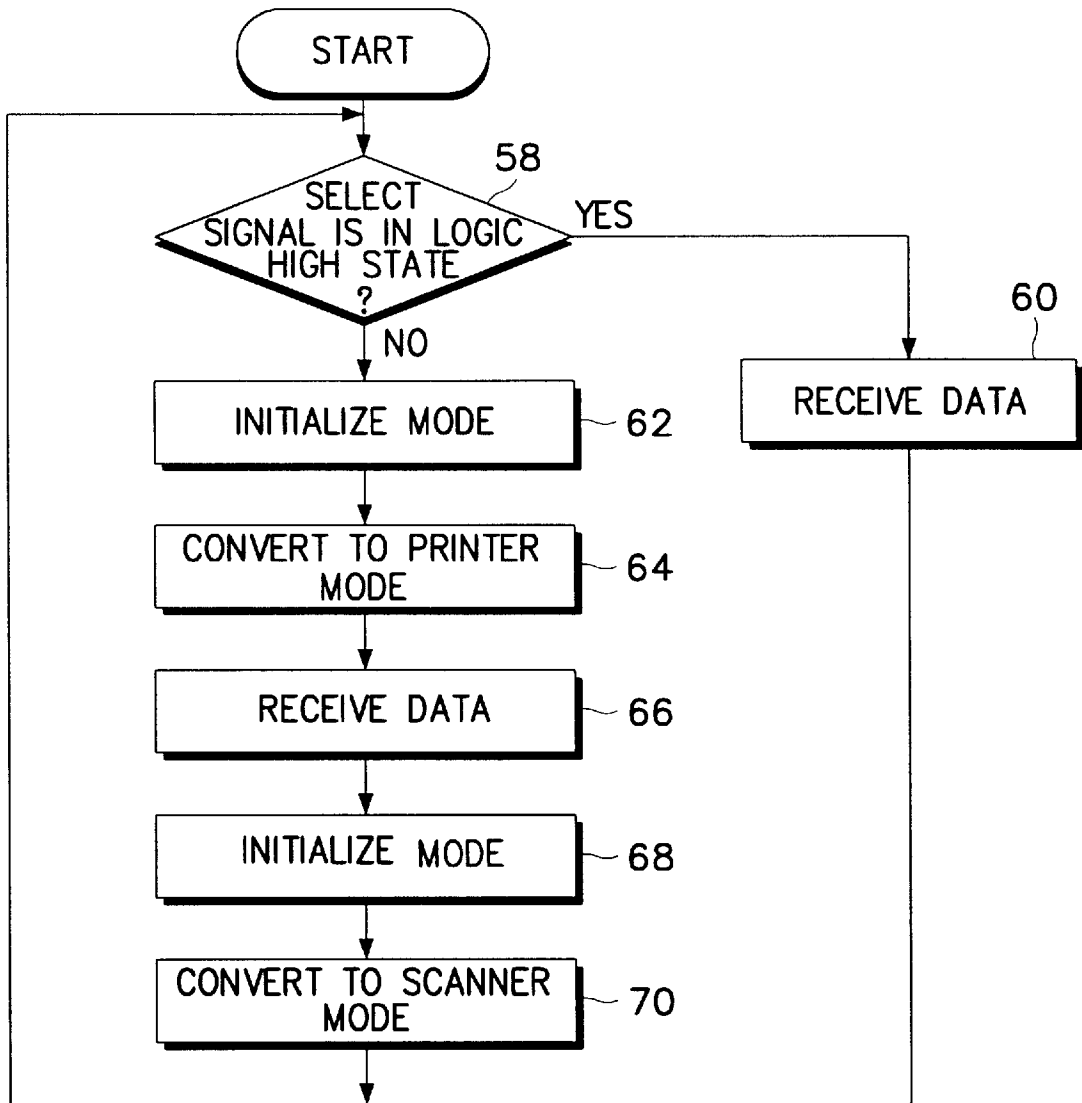 START
58
SELECT
SIGNAL IS IN LOGIC
HIGH STATE
?
YES
NO
60
RECEIVE DATA
INITIALIZE MODE
62
CONVERT TO PRINTER
MODE
64
RECEIVE DATA
66
INITIALIZE MODE
68
CONVERT TO SCANNER
MODE
70